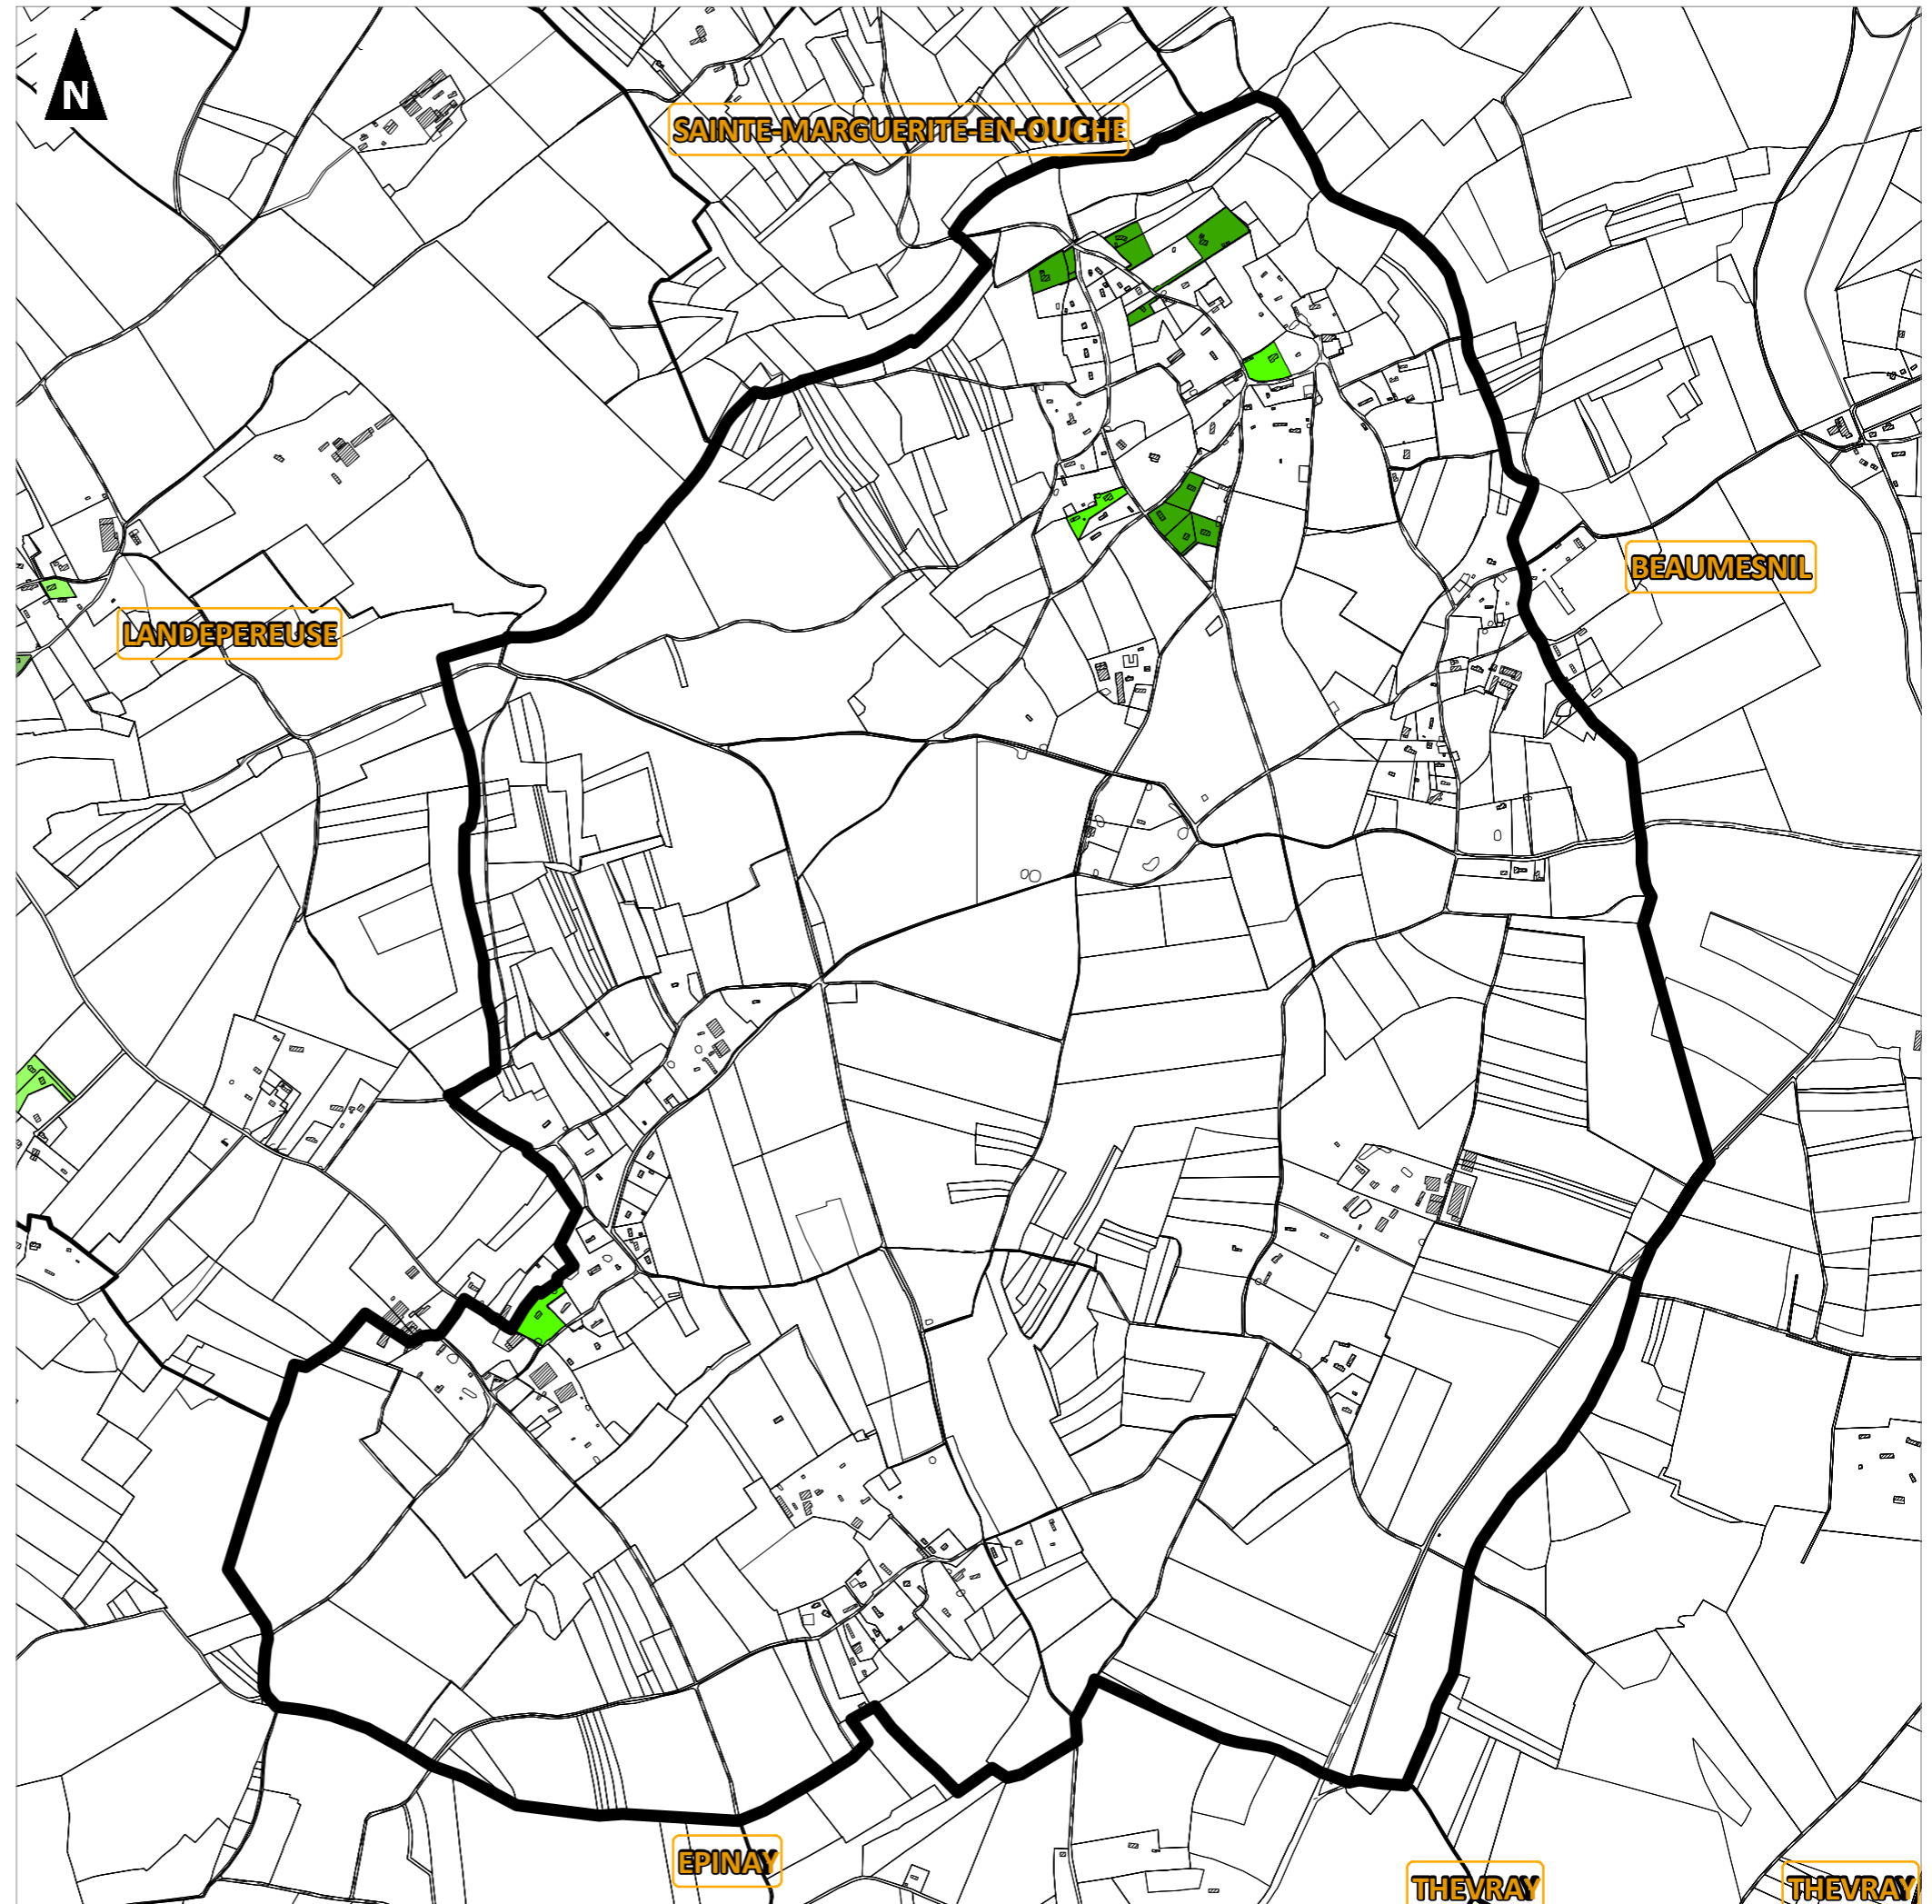 N
SAINTE-MARGUERITE-EN-OUCHE
BEAUMESNIL
LANDEPEREUSE
EPINAY
THEVRAY
THEVRAY